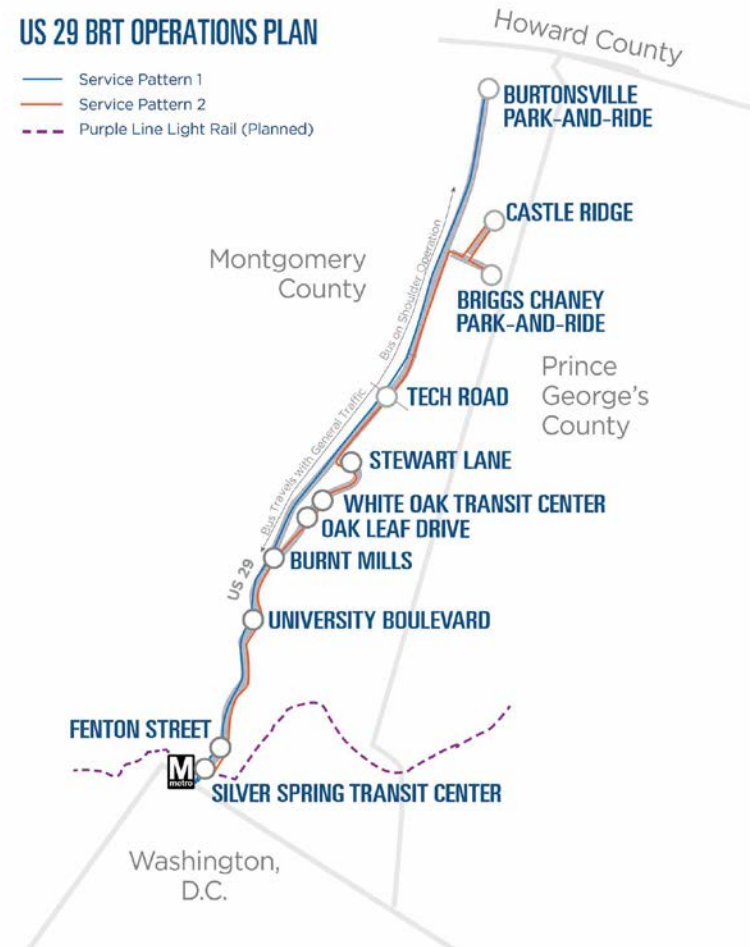 US 29 BRT OPERATIONS PLAN
Service Pattern 1
Service Pattern 2
Purple Line Light Rail (Planned)
Howard County
BURTONSVILLE
PARK-AND-RIDE
CASTLE RIDGE
Montgomery
County
Bus on Shoulder Operation
BRIGGS CHANEY
PARK-AND-RIDE
Prince
George's
County
TECH ROAD
Bus Travels with General Traffic
STEWART LANE
WHITE OAK TRANSIT CENTER
OAK LEAF DRIVE
BURNT MILLS
US 29
UNIVERSITY BOULEVARD
FENTON STREET
M
metro
SILVER SPRING TRANSIT CENTER
Washington,
D.C.